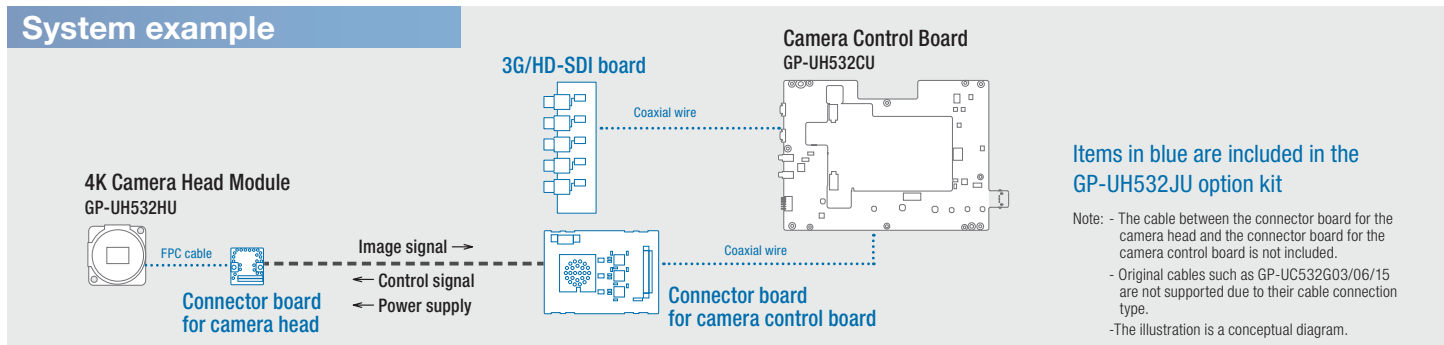 System example
3G/HD-SDI board
Coaxial wire
Camera Control Board
GP-UH532CU
4K Camera Head Module
GP-UH532HU
FPC cable
Connector board
for camera head
Image signal →
← Control signal
← Power supply
Coaxial wire
Connector board
for camera control board
Items in blue are included in the
GP-UH532JU option kit
Note: - The cable between the connector board for the
camera head and the connector board for the
camera control board is not included.
- Original cables such as GP-UC532G03/06/15
are not supported due to their cable connection
type.
-The illustration is a conceptual diagram.